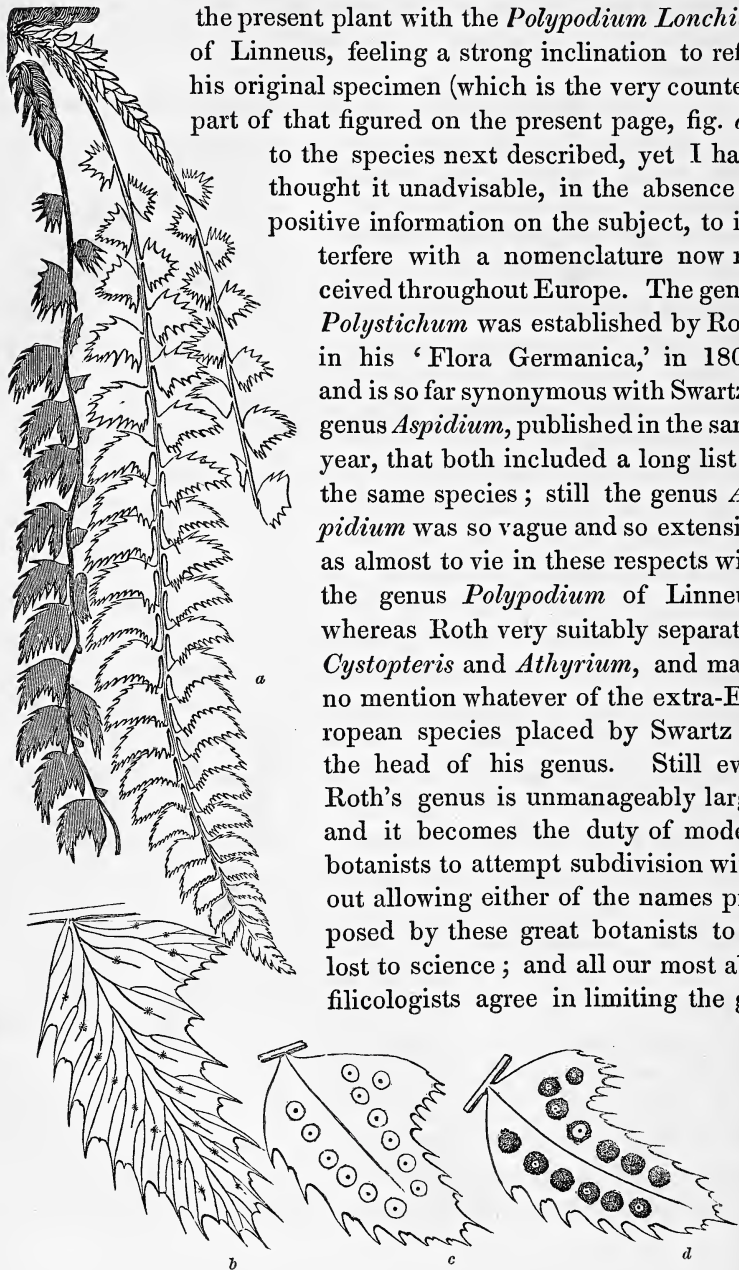 the present plant with the Polypodium Lonchi
of Linneus, feeling a strong inclination to ref
his original specimen (which is the very counte
part of that figured on the present page, fig.
to the species next described, yet I ha
thought it unadvisable, in the absence
positive information on the subject, to i
terfere with a nomenclature now r
ceived throughout Europe. The gen
Polystichum was established by Ro
in his ‘Flora Germanica,’ in 180
and is so far synonymous with Swartz
genus Aspidium, published in the sar
year, that both included a long list
the same species; still the genus A
pidium was so vague and so extensi
as almost to vie in these respects wi
the genus Polypodium of Linneu
whereas Roth very suitably separat
Cystopteris and Athyrium, and ma
no mention whatever of the extra-E
ropean species placed by Swartz
the head of his genus. Still ev
Roth's genus is unmanageably larg
and it becomes the duty of mode
botanists to attempt subdivision wi
out allowing either of the names pr
posed by these great botanists to
lost to science; and all our most a
filicologists agree in limiting the g
a
b
c
d